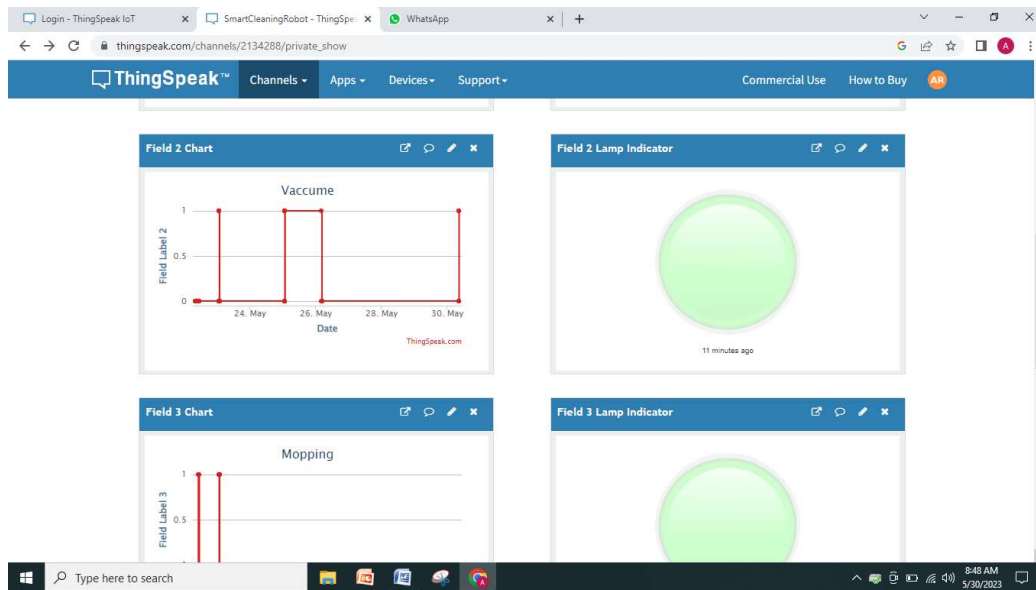 Login - ThingSpeak IoT
SmartCleaningRobot - ThingSpe
WhatsApp
thingspeak.com/channels/2134288/private_show
G
A
ThingSpeak™
Channels
Apps
Devices
Support
Commercial Use
How to Buy
AR
Field 2 Chart
Vaccume
Field Label 2
1
0.5
0
24. May
26. May
28. May
30. May
Date
ThingSpeak.com
Field 2 Lamp Indicator
11 minutes ago
Field 3 Chart
Mopping
Field Label 3
1
0.5
Field 3 Lamp Indicator
Type here to search
8:48 AM
5/30/2023